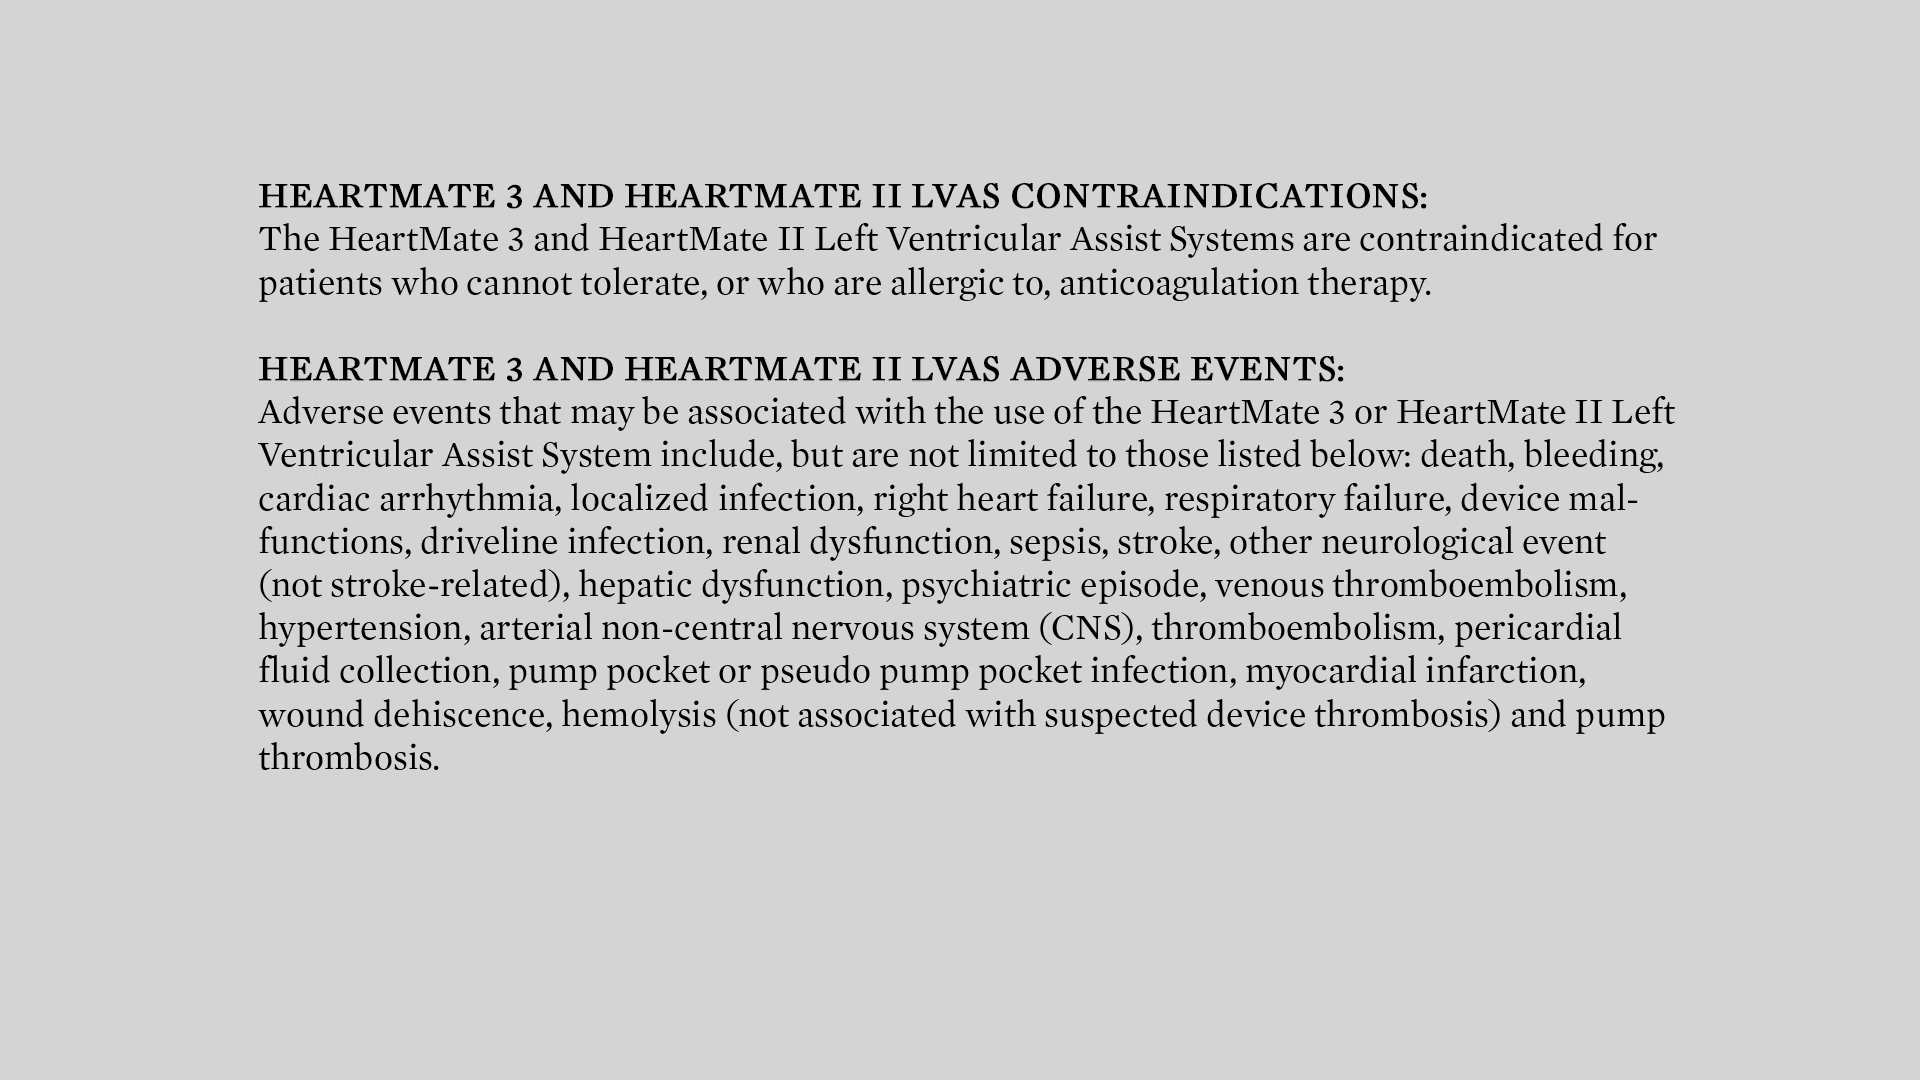 HEARTMATE 3 AND HEARTMATE II LVAS CONTRAINDICATIONS:
The HeartMate 3 and HeartMate II Left Ventricular Assist Systems are contraindicated for
patients who cannot tolerate, or who are allergic to, anticoagulation therapy.
HEARTMATE 3 AND HEARTMATE II LVAS ADVERSE EVENTS:
Adverse events that may be associated with the use of the HeartMate 3 or HeartMate II Left
Ventricular Assist System include, but are not limited to those listed below: death, bleeding,
cardiac arrhythmia, localized infection, right heart failure, respiratory failure, device mal-
functions, driveline infection, renal dysfunction, sepsis, stroke, other neurological event
(not stroke-related), hepatic dysfunction, psychiatric episode, venous thromboembolism,
hypertension, arterial non-central nervous system (CNS), thromboembolism, pericardial
fluid collection, pump pocket or pseudo pump pocket infection, myocardial infarction,
wound dehiscence, hemolysis (not associated with suspected device thrombosis) and pump
thrombosis.